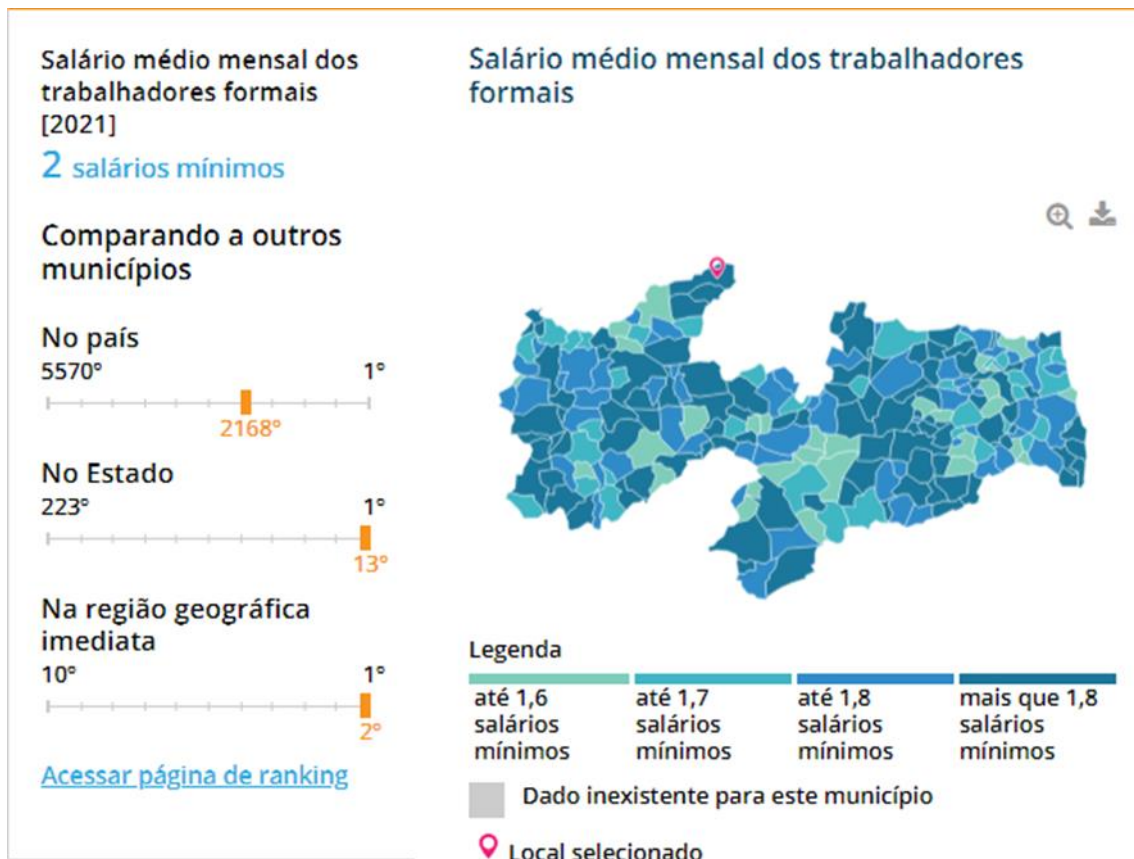 Salário médio mensal dos
trabalhadores formais
[2021]
2 salários mínimos
Comparando a outros
municípios
No país
5570° 1°
2168°
No Estado
223° 1°
13°
Na região geográfica
imediata
10° 1°
2°
Acessar página de ranking
Salário médio mensal dos trabalhadores
formais
Legenda
até 1,6
salários
mínimos
até 1,7
salários
mínimos
até 1,8
salários
mínimos
mais que 1,8
salários
mínimos
Dado inexistente para este município
Local selecionado